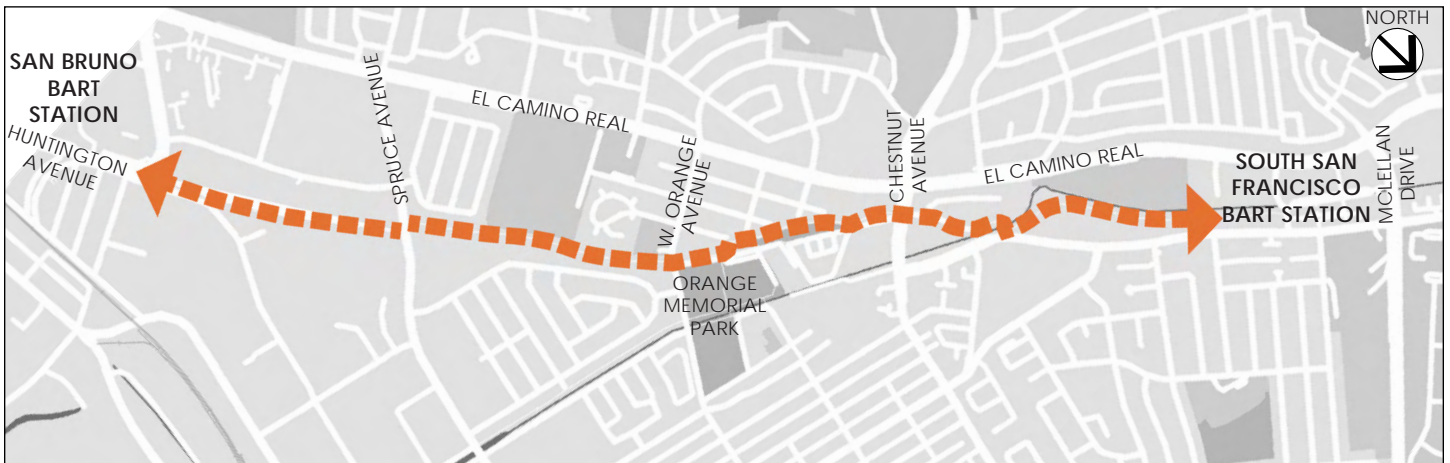 NORTH
SAN BRUNO
BART
STATION
HUNTINGTON
AVENUE
SPRUCE AVENUE
EL CAMINO REAL
W. ORANGE
AVENUE
ORANGE
MEMORIAL
PARK
CHESTNUT
AVENUE
EL CAMINO REAL
SOUTH SAN
FRANCISCO
BART STATION
MCLELLAN
DRIVE